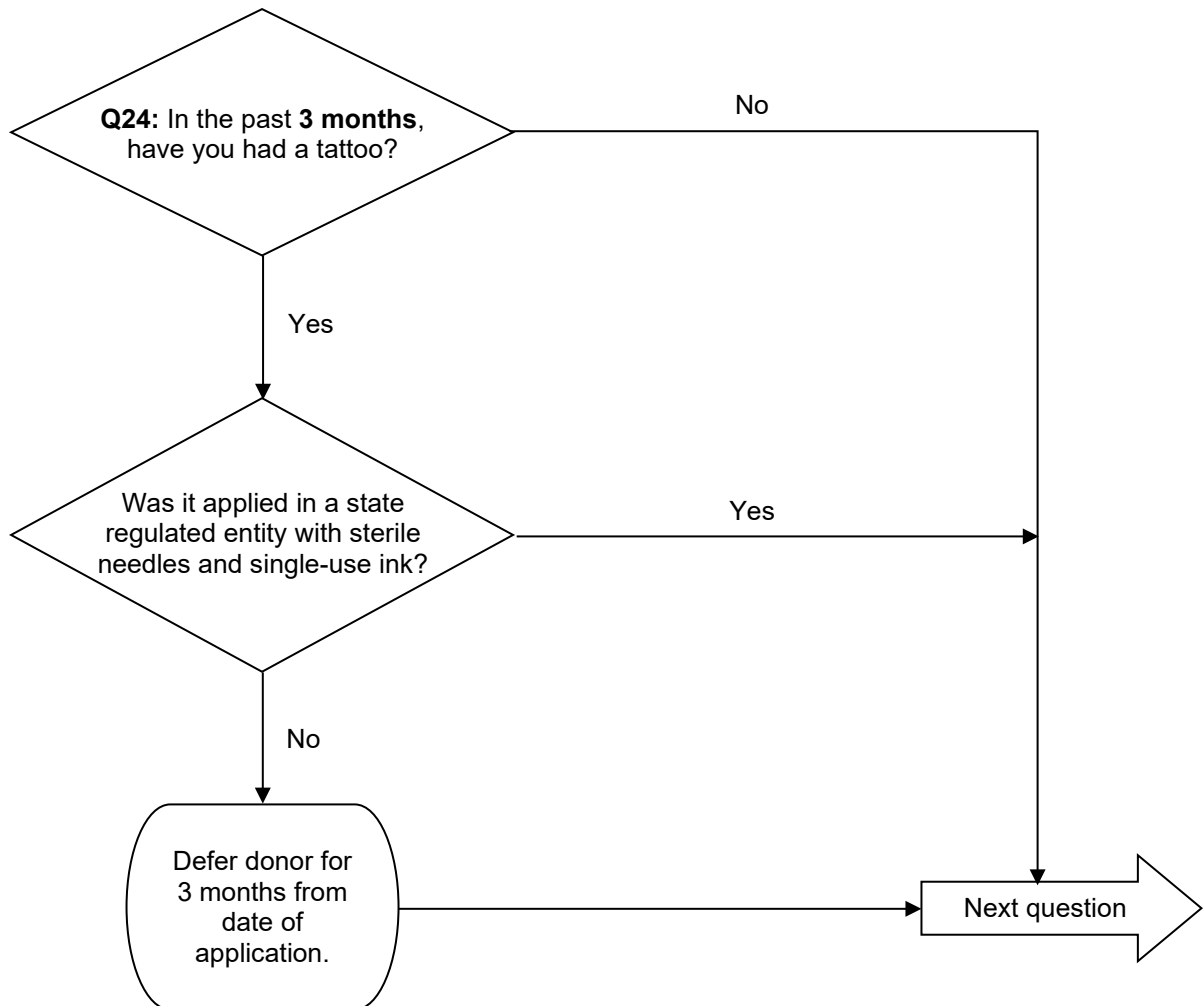 Q24: In the past 3 months,
have you had a tattoo?
No
Yes
Was it applied in a state
regulated entity with sterile
needles and single-use ink?
Yes
No
Defer donor for
3 months from
date of
application.
Next question